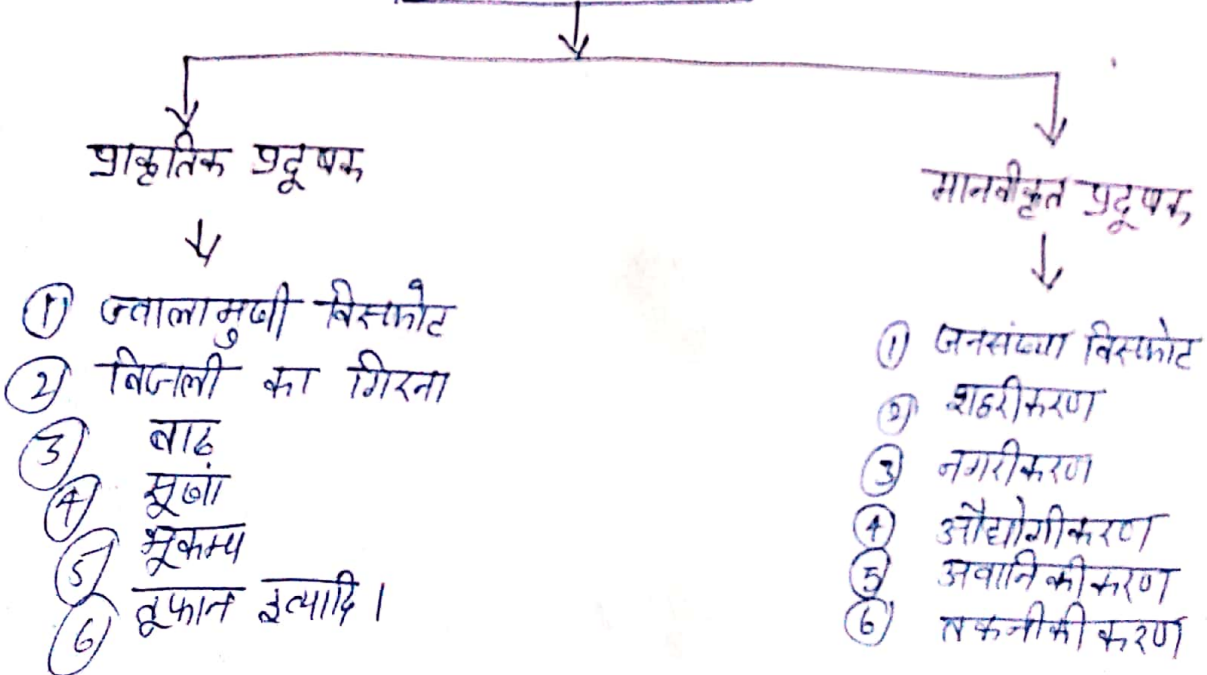 प्राकृतिक प्रदूषक
① ज्वालामुखी विस्फोट
② बिजली का गिरना
③ बाढ
④ सूखां
⑤ भूकम्प
⑥ तूफान इत्यादि।
मानवीकृत प्रदूषक
① जनसंख्या विस्फोट
② शहरीकरण
③ नगरीकरण
④ औद्योगीकरण
⑤ अवानिकीकरण
⑥ तकनीकीकरण